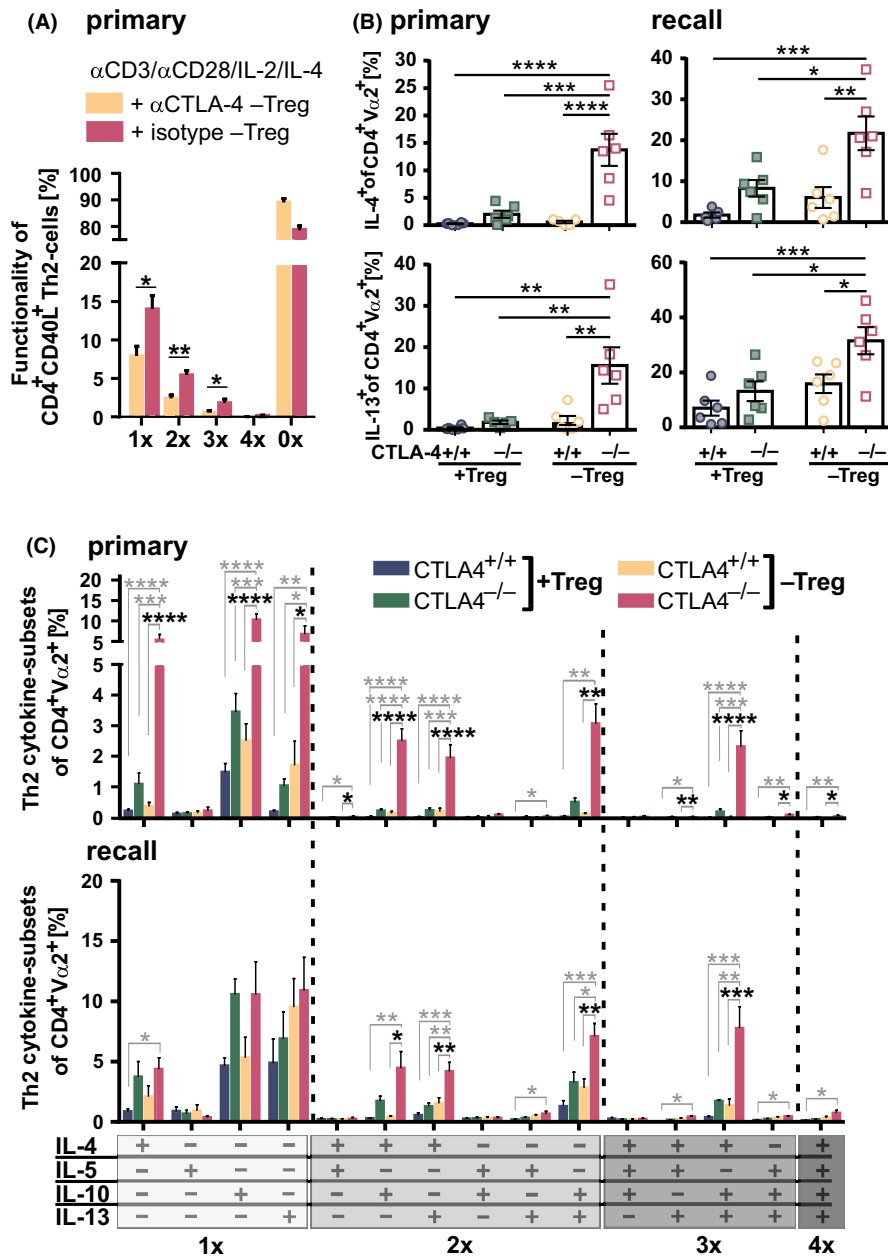 (A) primary
αCD3/αCD28/IL-2/IL-4
+ αCTLA-4 –Treg
+ isotype –Treg
Functionality of
CD4+ CD40L+ Th2-cells [%]
100
90
80
20
15
10
5
0
*
**
*
1x 2x 3x 4x 0x
(B) primary recall
IL-4+ of CD4+Vα2+ [%]
30
25
20
15
10
5
0
****
***
****
40
30
20
10
0
***
*
**
IL-13+ of CD4+Vα2+ [%]
40
30
20
10
0
**
**
**
60
40
20
0
***
*
*
CTLA-4 +/+ –/– +/+ –/– +/+ –/– +/+ –/–
+Treg –Treg +Treg –Treg
(C) primary
CTLA4+/+
CTLA4–/–
+Treg
CTLA4+/+
CTLA4–/–
–Treg
Th2 cytokine-subsets
of CD4+Vα2+ [%]
20
15
10
5
5
4
3
2
1
0
**** *** ****
**** *** ****
** * *
* *
**** **** ****
**** *** ****
*
** **
* **
**** *** ****
** *
** *
recall
Th2 cytokine-subsets
of CD4+Vα2+ [%]
20
15
10
5
0
*
** *
*** ** **
*
*** * **
*
*** ** ***
*
*
IL-4 + – – – + + + – – – + + + – +
IL-5 – + – – + – – + + – + + – + +
IL-10 – – + – – + – + – + + – + + +
IL-13 – – – + – – + – + + – + + + +
1x 2x 3x 4x